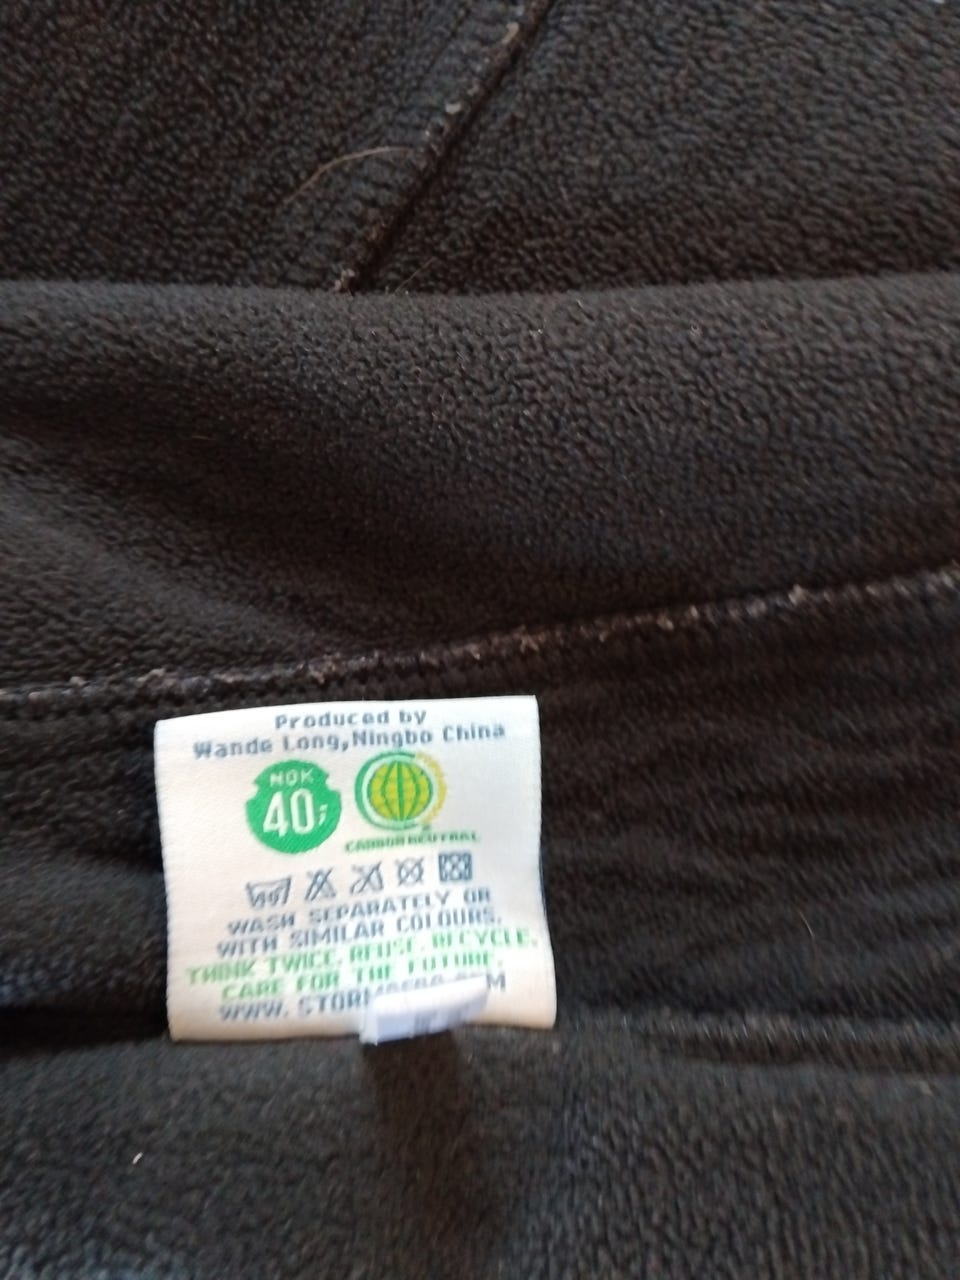 Produced by
Wande Long,Ningbo China
NOK
40;
CARBON NEUTRAL
WASH SEPARATELY OR
WITH SIMILAR COLOURS.
THINK TWICE. REUSE. RECYCLE.
CARE FOR THE FUTURE.
WWW.